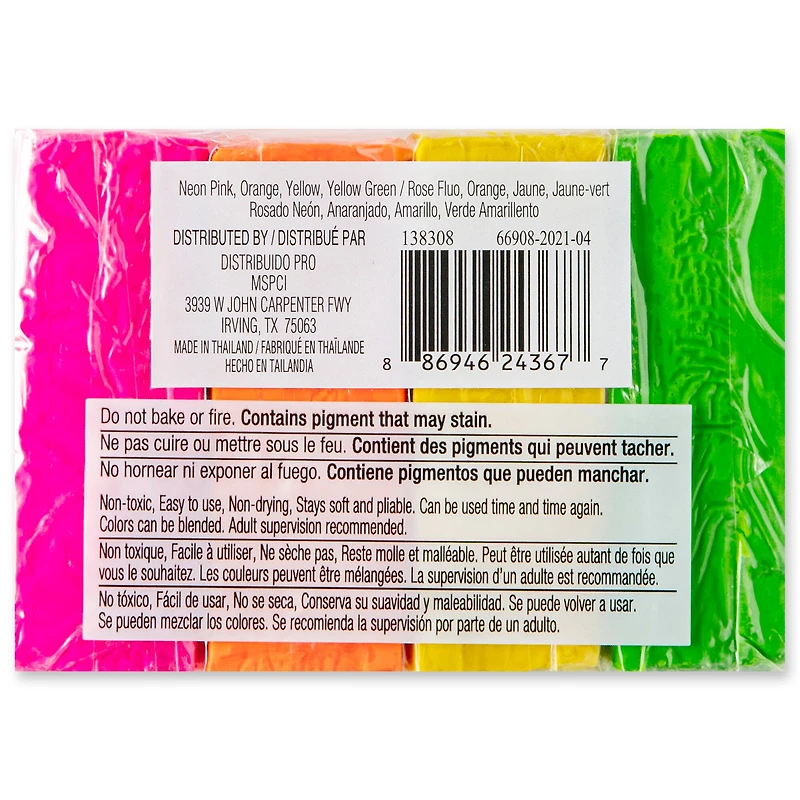 Neon Pink, Orange, Yellow, Yellow Green / Rose Fluo, Orange, Jaune, Jaune-vert
Rosado Neón, Anaranjado, Amarillo, Verde Amarillento
DISTRIBUTED BY / DISTRIBUÉ PAR
DISTRIBUIDO PRO
MSPCI
3939 W JOHN CARPENTER FWY
IRVING, TX 75063
MADE IN THAILAND / FABRIQUÉ EN THAÏLANDE
HECHO EN TAILANDIA
138308 66908-2021-04
8 86946 24367 7
Do not bake or fire. Contains pigment that may stain.
Ne pas cuire ou mettre sous le feu. Contient des pigments qui peuvent tacher.
No hornear ni exponer al fuego. Contiene pigmentos que pueden manchar.
Non-toxic, Easy to use, Non-drying, Stays soft and pliable. Can be used time and time again.
Colors can be blended. Adult supervision recommended.
Non toxique, Facile à utiliser, Ne sèche pas, Reste molle et malléable. Peut être utilisée autant de fois que
vous le souhaitez. Les couleurs peuvent être mélangées. La supervision d'un adulte est recommandée.
No tóxico, Fácil de usar, No se seca, Conserva su suavidad y maleabilidad. Se puede volver a usar.
Se pueden mezclar los colores. Se recomienda la supervisión por parte de un adulto.